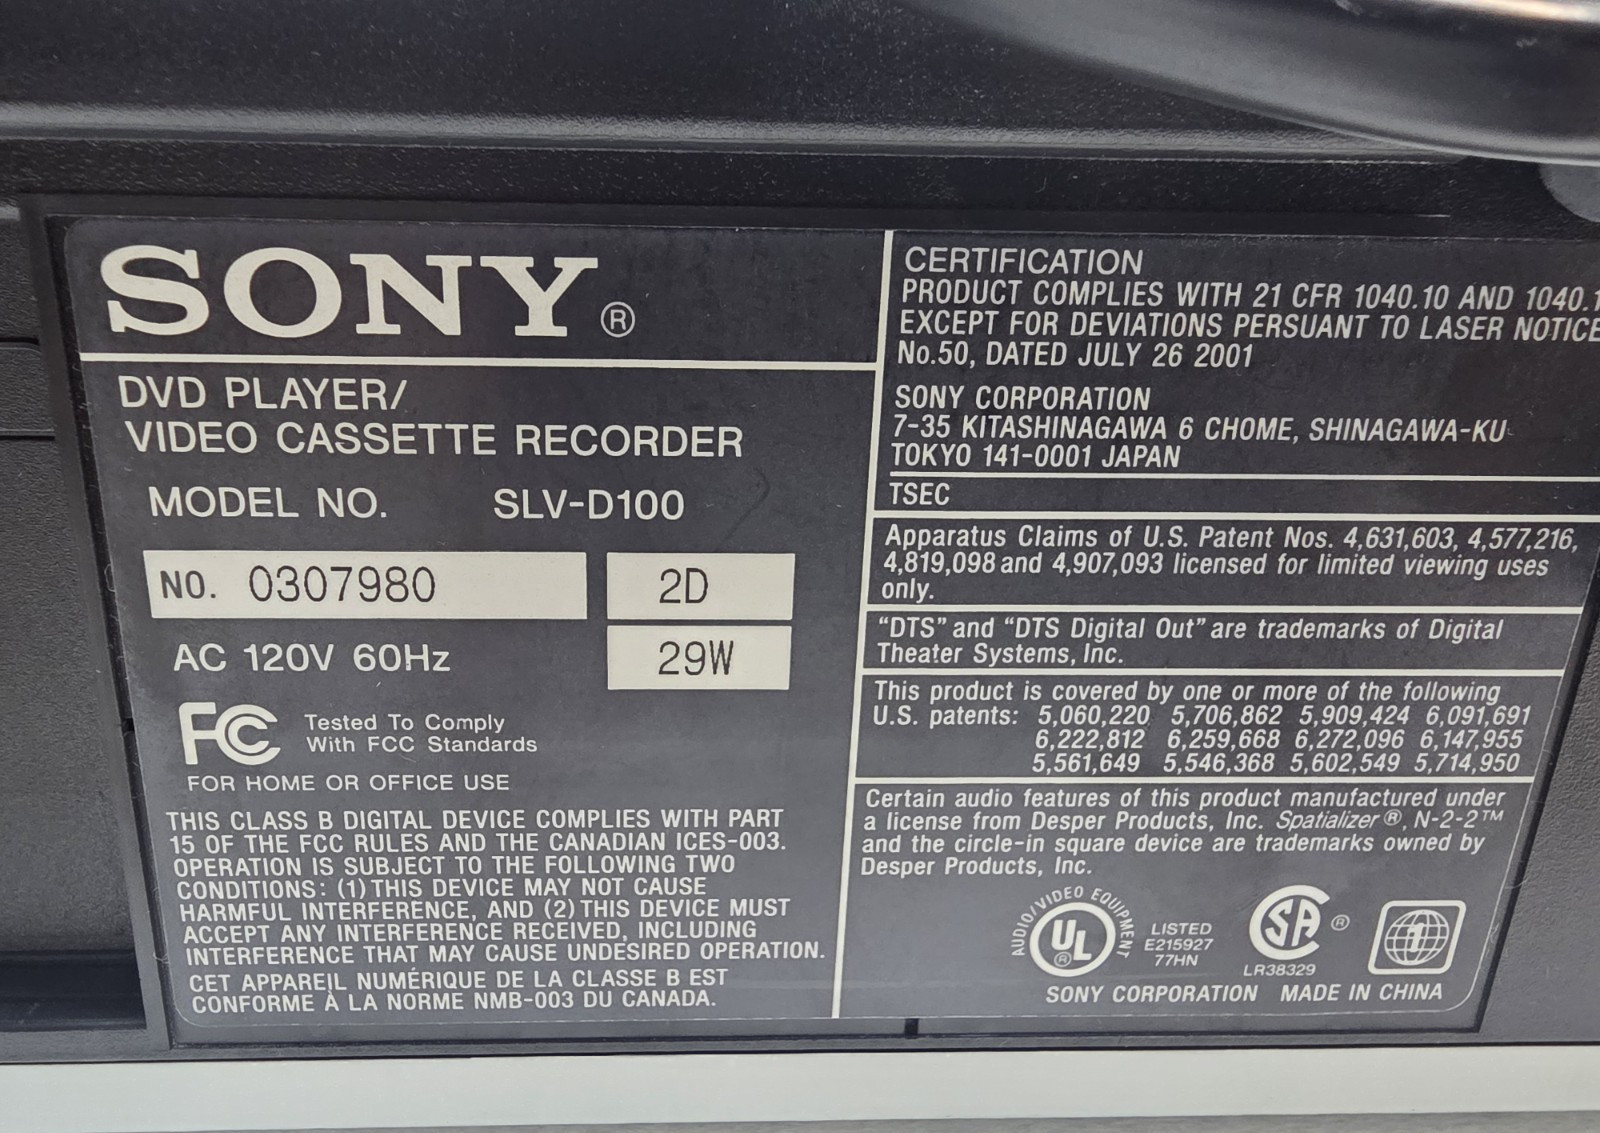 SONY®
DVD PLAYER/
VIDEO CASSETTE RECORDER
MODEL NO. SLV-D100
NO. 0307980
2D
AC 120V 60Hz
29W
FC
Tested To Comply
With FCC Standards
FOR HOME OR OFFICE USE
THIS CLASS B DIGITAL DEVICE COMPLIES WITH PART
15 OF THE FCC RULES AND THE CANADIAN ICES-003.
OPERATION IS SUBJECT TO THE FOLLOWING TWO
CONDITIONS: (1) THIS DEVICE MAY NOT CAUSE
HARMFUL INTERFERENCE, AND (2) THIS DEVICE MUST
ACCEPT ANY INTERFERENCE RECEIVED, INCLUDING
INTERFERENCE THAT MAY CAUSE UNDESIRED OPERATION.
CET APPAREIL NUMÉRIQUE DE LA CLASSE B EST
CONFORME À LA NORME NMB-003 DU CANADA.
CERTIFICATION
PRODUCT COMPLIES WITH 21 CFR 1040.10 AND 1040.1
EXCEPT FOR DEVIATIONS PERSUANT TO LASER NOTICE
No.50, DATED JULY 26 2001
SONY CORPORATION
7-35 KITASHINAGAWA 6 CHOME, SHINAGAWA-KU
TOKYO 141-0001 JAPAN
TSEC
Apparatus Claims of U.S. Patent Nos. 4,631,603, 4,577,216,
4,819,098 and 4,907,093 licensed for limited viewing uses
only.
“DTS” and “DTS Digital Out” are trademarks of Digital
Theater Systems, Inc.
This product is covered by one or more of the following
U.S. patents: 5,060,220 5,706,862 5,909,424 6,091,691
6,222,812 6,259,668 6,272,096 6,147,955
5,561,649 5,546,368 5,602,549 5,714,950
Certain audio features of this product manufactured under
a license from Desper Products, Inc. Spatializer®, N-2-2™
and the circle-in square device are trademarks owned by
Desper Products, Inc.
AUDIO/VIDEO EQUIPMENT
UL®
LISTED
E215927
77HN
SA®
LR38329
1
SONY CORPORATION MADE IN CHINA